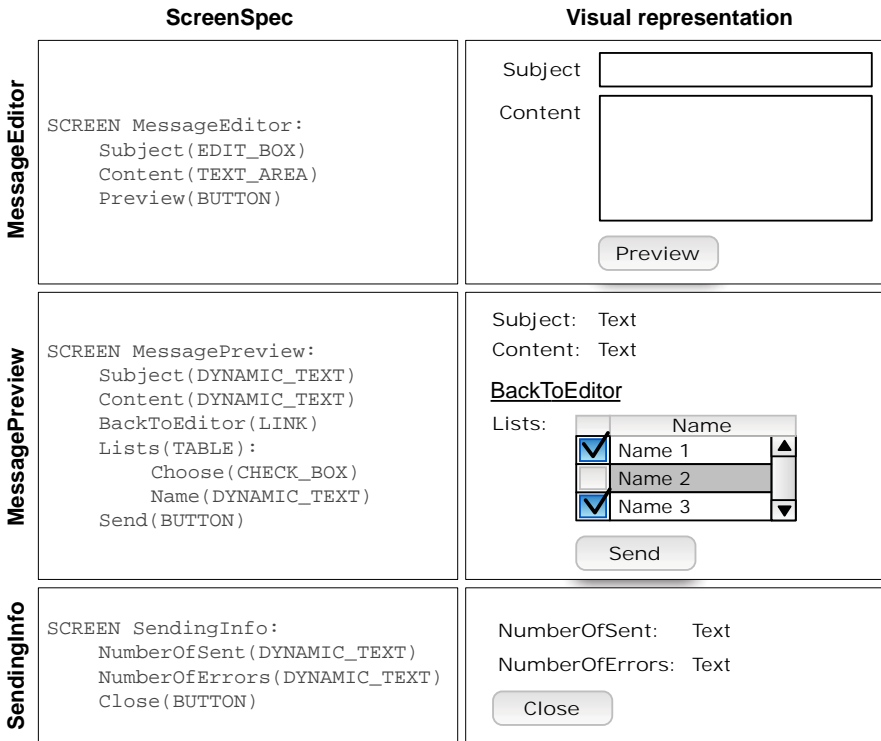 ScreenSpec
Visual representation
MessageEditor
SCREEN MessageEditor:
Subject(EDIT_BOX)
Content(TEXT_AREA)
Preview(BUTTON)
Subject
Content
Preview
MessagePreview
SCREEN MessagePreview:
Subject(DYNAMIC_TEXT)
Content(DYNAMIC_TEXT)
BackToEditor(LINK)
Lists(TABLE):
Choose(CHECK_BOX)
Name(DYNAMIC_TEXT)
Send(BUTTON)
Subject: Text
Content: Text
BackToEditor
Lists:
Name
Name 1
Name 2
Name 3
Send
SendingInfo
SCREEN SendingInfo:
NumberOfSent(DYNAMIC_TEXT)
NumberOfErrors(DYNAMIC_TEXT)
Close(BUTTON)
NumberOfSent: Text
NumberOfErrors: Text
Close